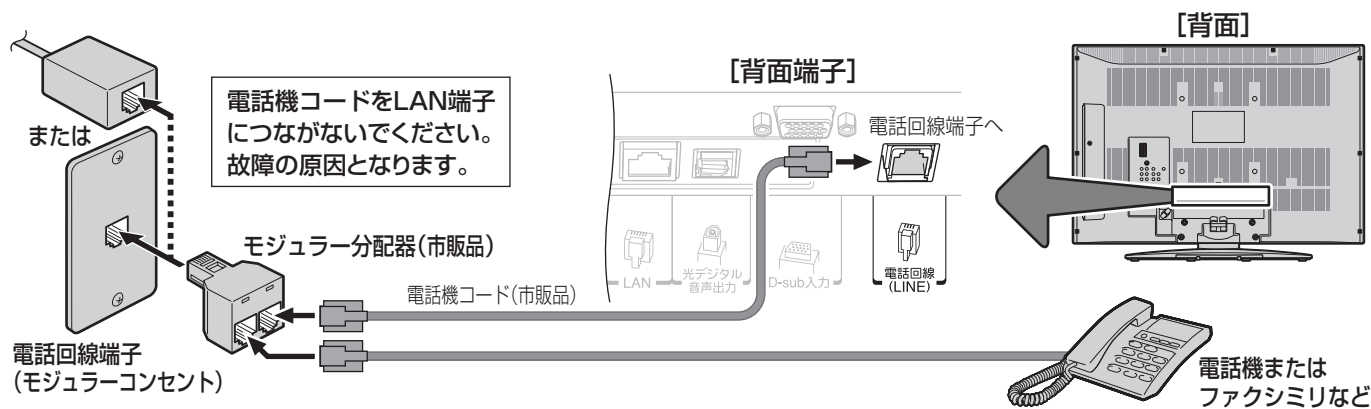 [背面]
[背面端子]
電話機コードをLAN端子
につながないでください。
故障の原因となります。
または
電話回線端子へ
モジュラー分配器(市販品)
LAN
光デジタル
音声出力
D-sub入力
電話回線
(LINE)
電話機コード(市販品)
電話回線端子
(モジュラーコンセント)
電話機または
ファクシミリなど